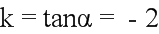 k = tanα = - 2